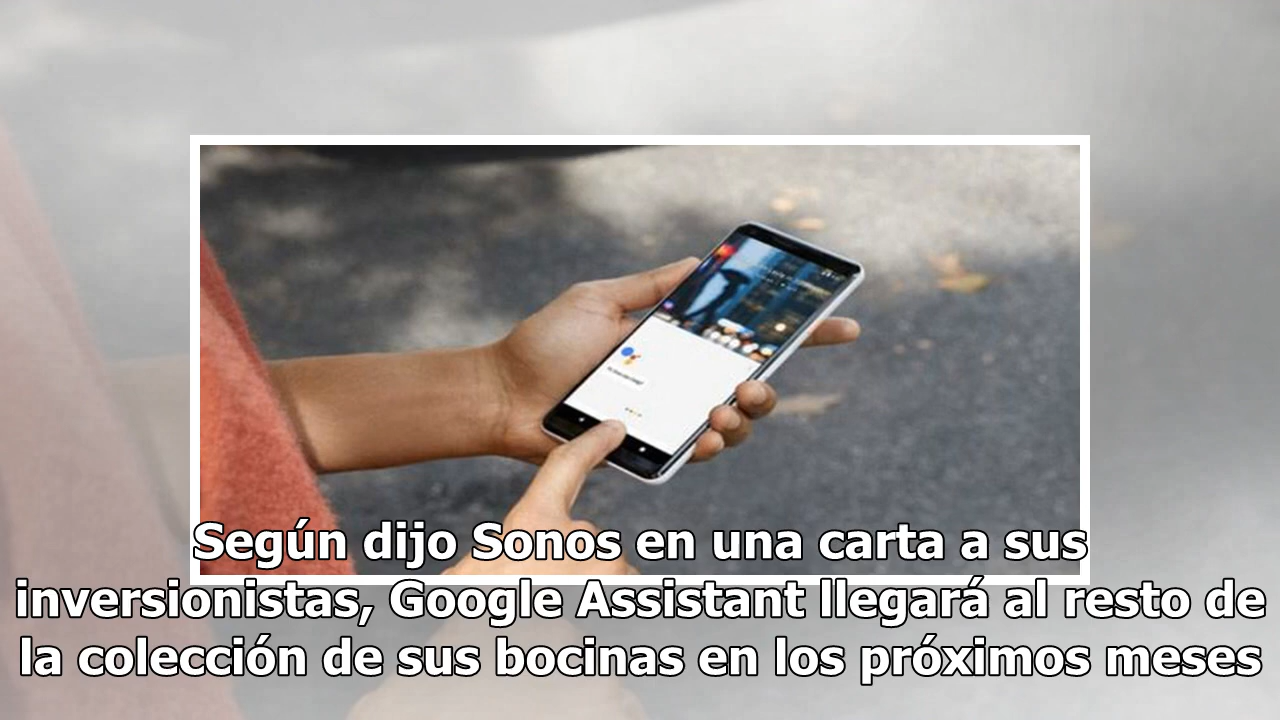 Según dijo Sonos en una carta a sus
inversionistas, Google Assistant llegará al resto de
la colección de sus bocinas en los próximos meses